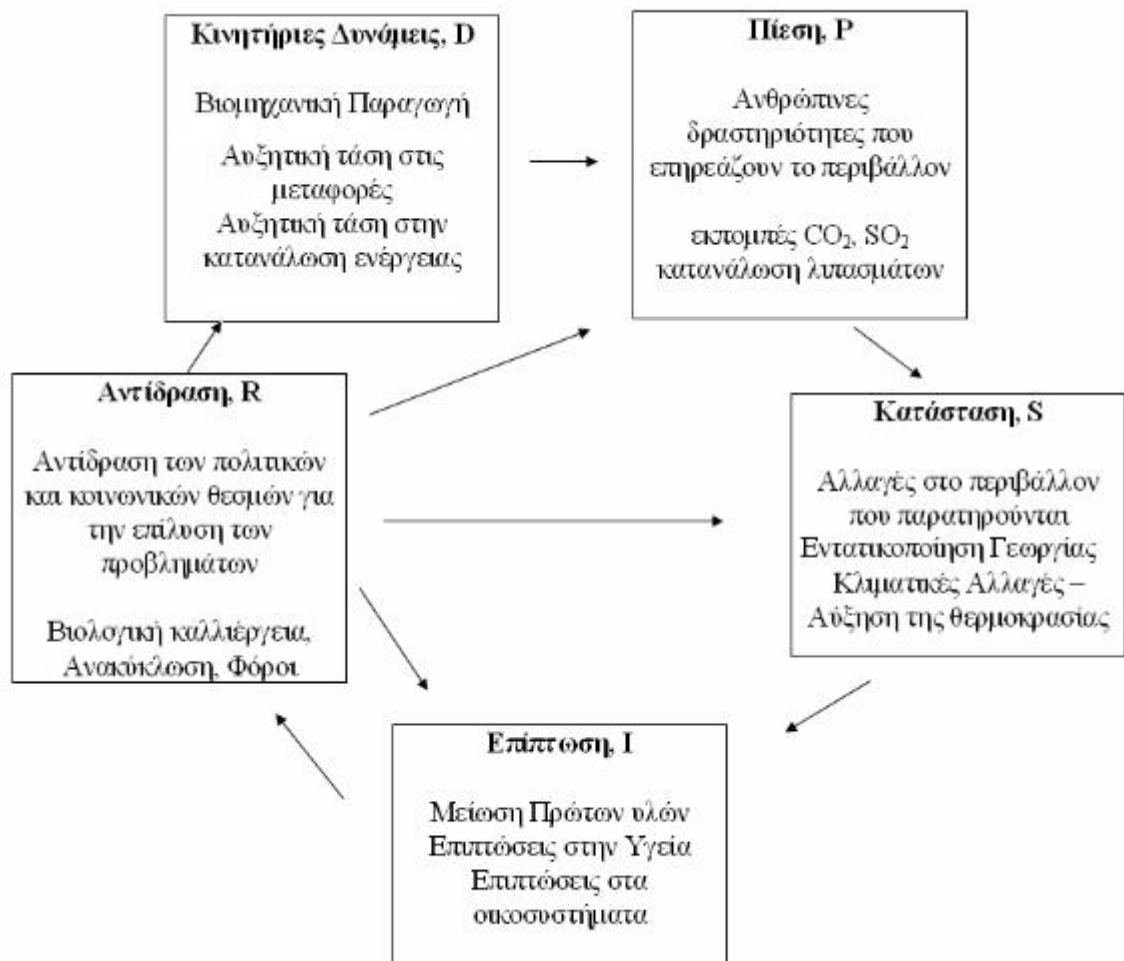 Κινητήριες Δυνάμεις, D
Βιομηχανική Παραγωγή
Αυξητική τάση στις
μεταφορές
Αυξητική τάση στην
κατανάλωση ενέργειας
Πίεση, P
Ανθρώπινες
δραστηριότητες που
επηρεάζουν το περιβάλλον
εκπομπές CO₂, SO₂
κατανάλωση λιπασμάτων
Αντίδραση, R
Αντίδραση των πολιτικών
και κοινωνικών θεσμών για
την επίλυση των
προβλημάτων
Βιολογική καλλιέργεια,
Ανακύκλωση, Φόροι
Κατάσταση, S
Αλλαγές στο περιβάλλον
που παρατηρούνται
Εντατικοποίηση Γεωργίας
Κλιματικές Αλλαγές –
Αύξηση της θερμοκρασίας
Επίπτωση, I
Μείωση Πρώτων υλών
Επιπτώσεις στην Υγεία
Επιπτώσεις στα
οικοσυστήματα